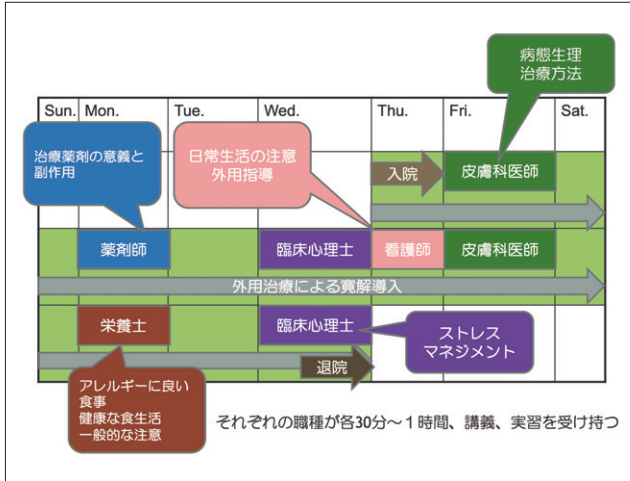 病態生理
治療方法
Sun. Mon. Tue. Wed. Thu. Fri. Sat.
治療薬剤の意義と
副作用
日常生活の注意
外用指導
入院
皮膚科医師
薬剤師
臨床心理士
看護師
皮膚科医師
外用治療による寛解導入
栄養士
臨床心理士
ストレス
マネジメント
退院
アレルギーに良い
食事
健康な食生活
一般的な注意
それぞれの職種が各30分～1時間、講義、実習を受け持つ